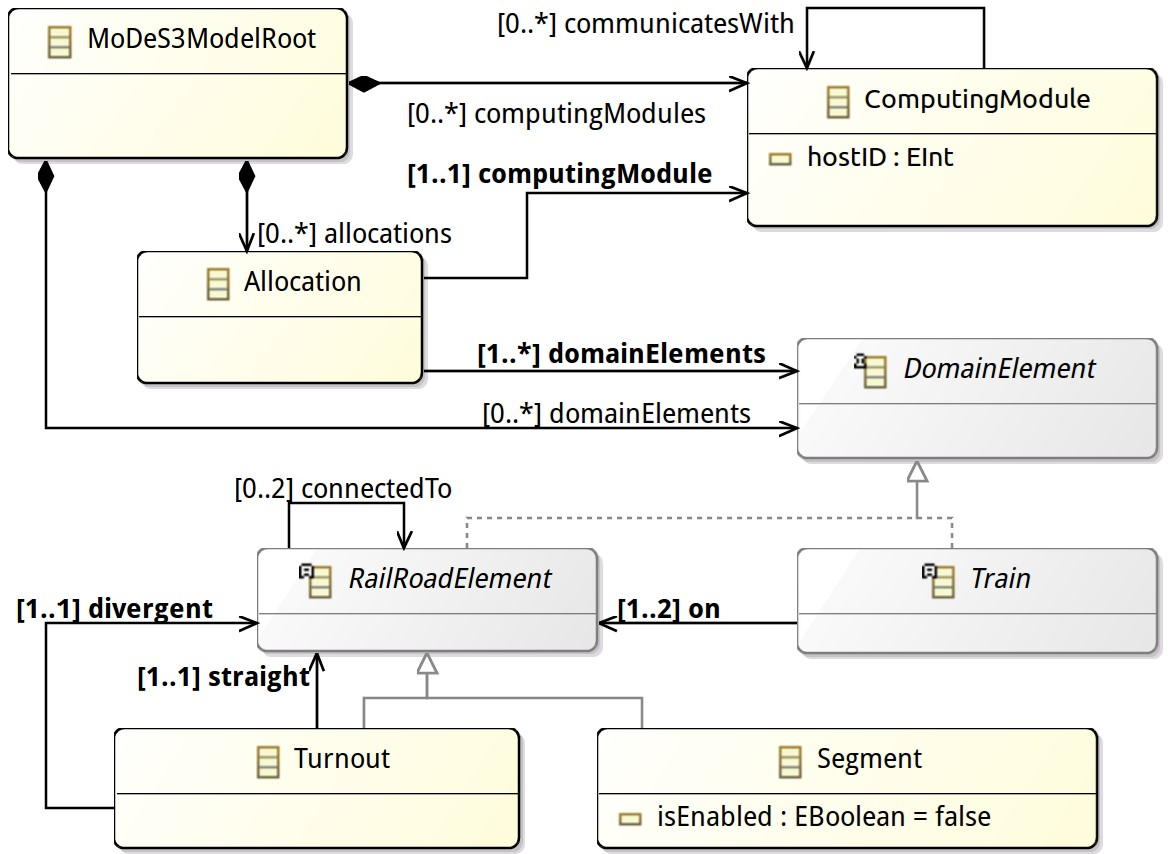 [0..*] communicatesWith
MoDeS3ModelRoot
ComputingModule
[0..*] computingModules
hostID : EInt
[1..1] computingModule
[0..*] allocations
Allocation
[1..*] domainElements
DomainElement
[0..*] domainElements
[0..2] connectedTo
RailRoadElement
Train
[1..1] divergent
[1..2] on
[1..1] straight
Turnout
Segment
isEnabled : EBoolean = false